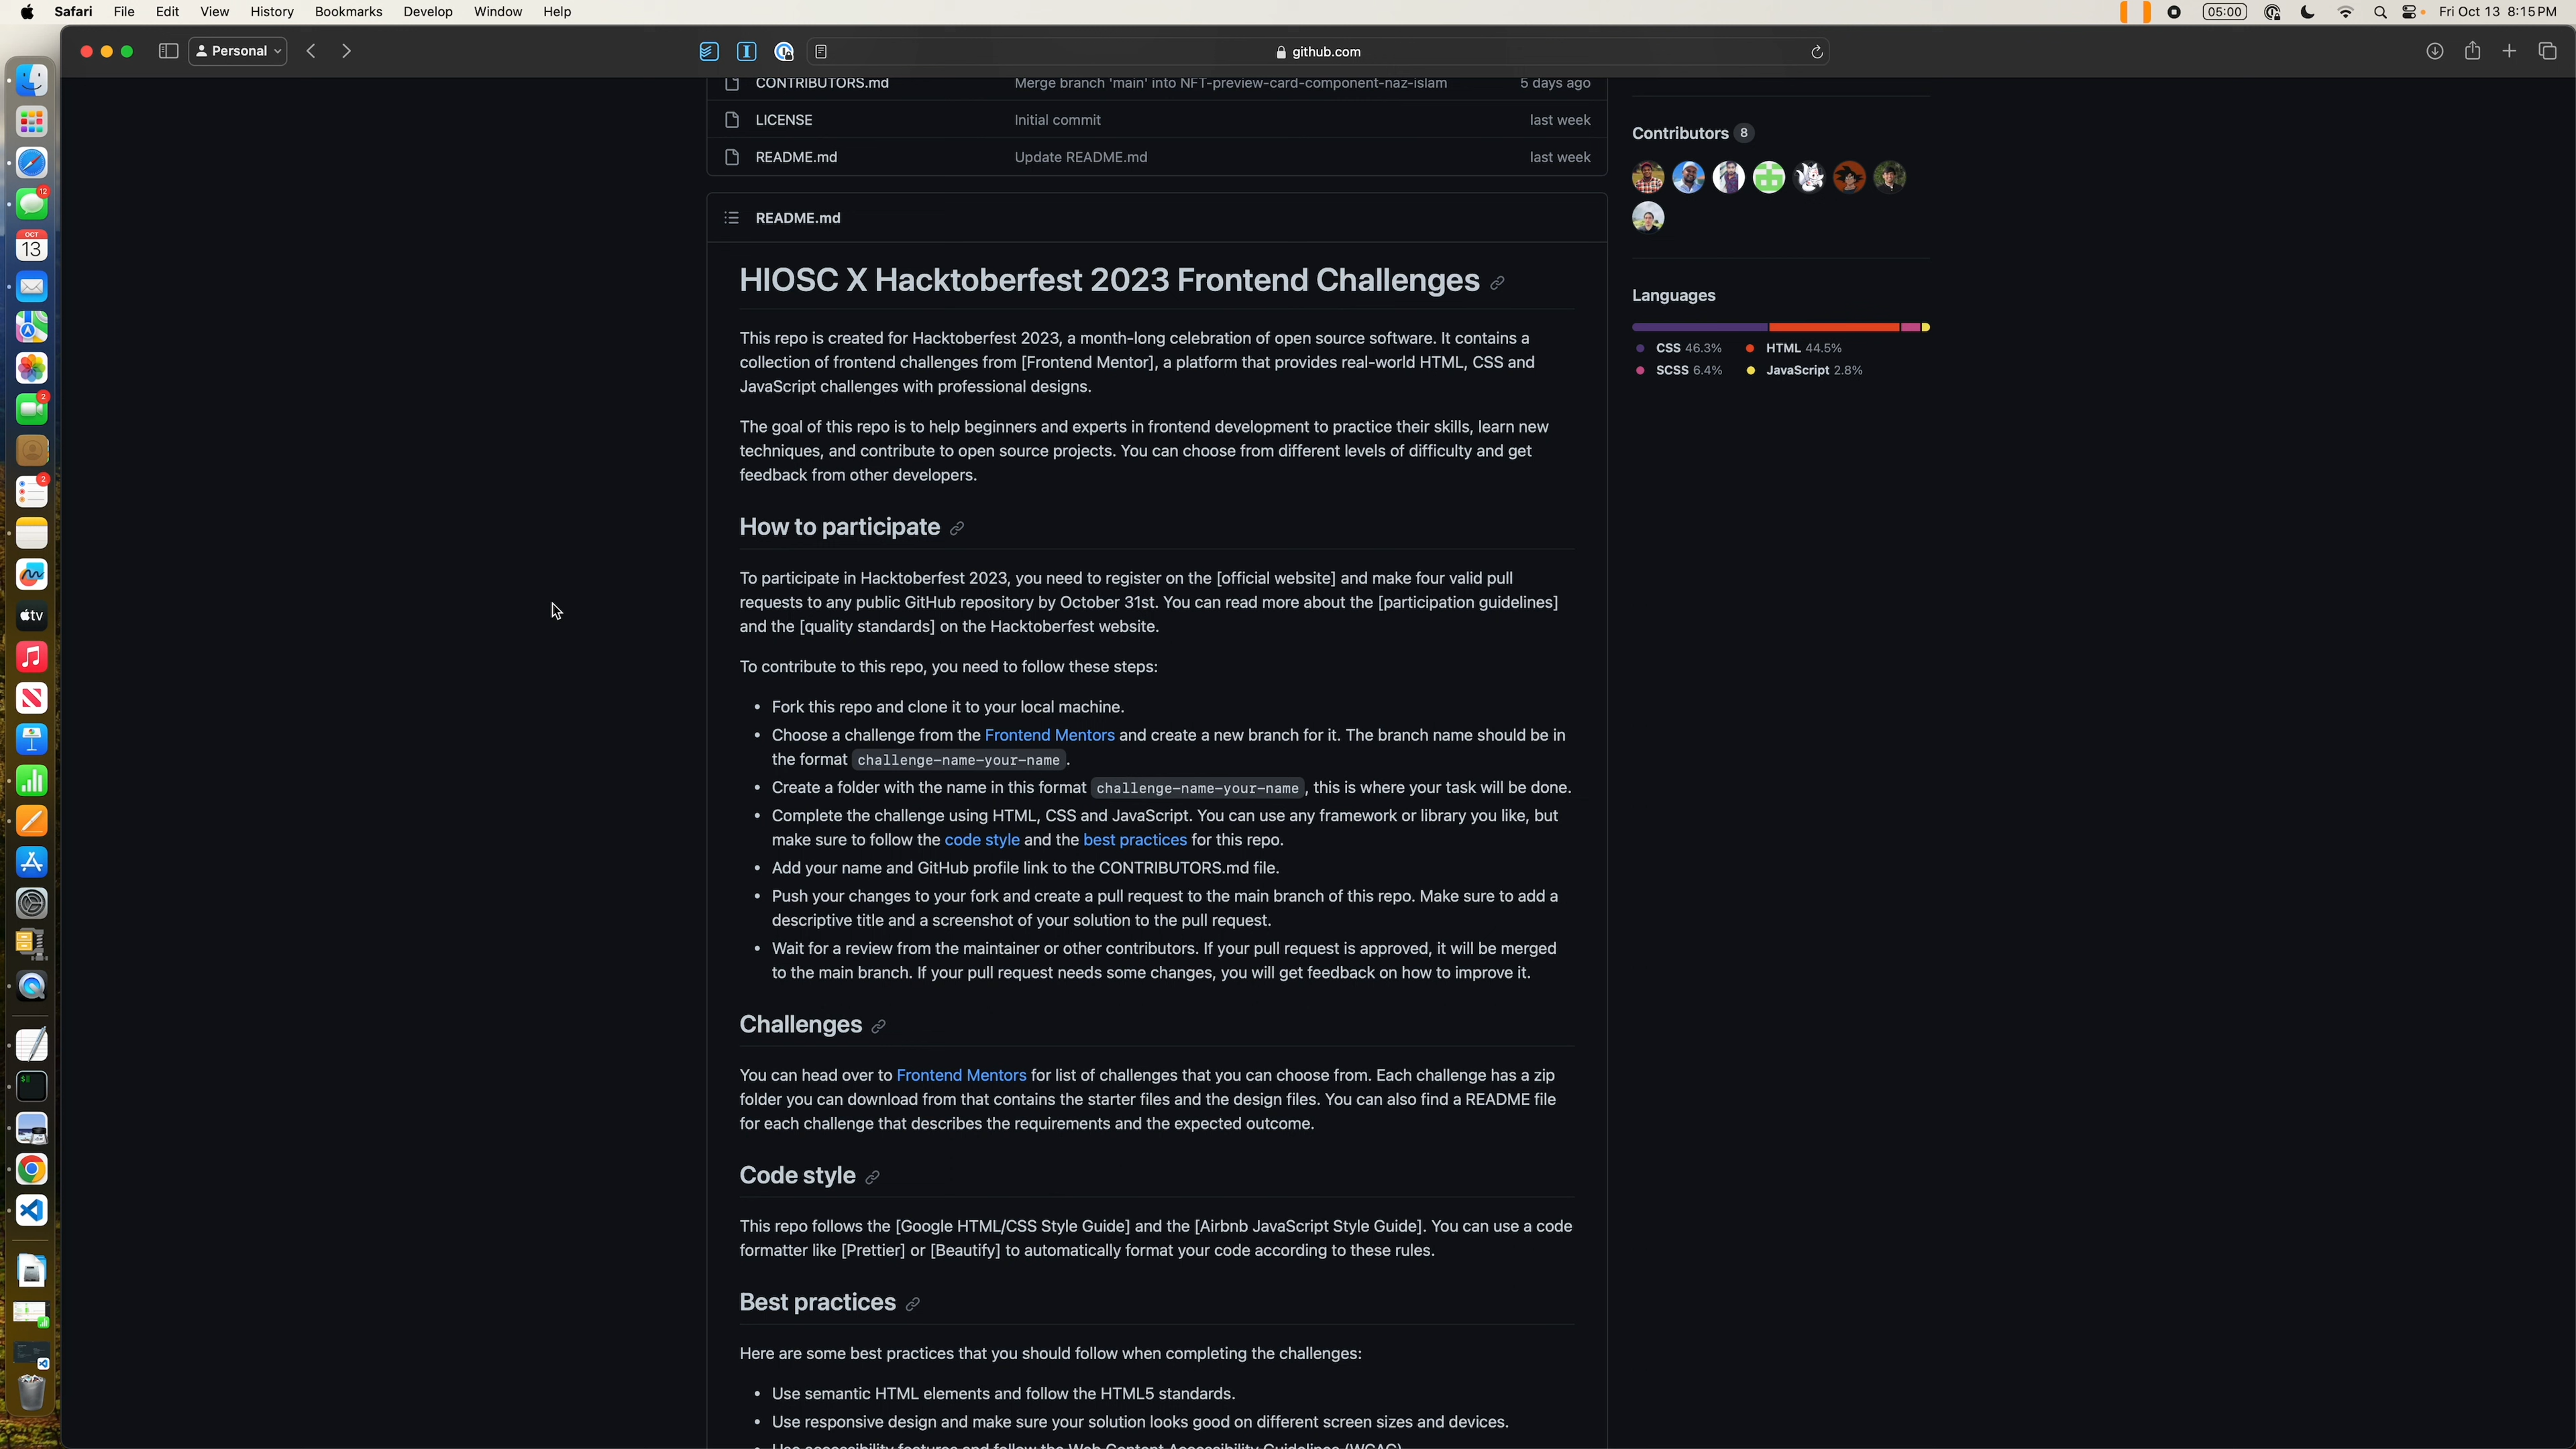 Safari File Edit View History Bookmarks Develop Window Help 05:00 Fri Oct 13 8:15 PM
Personal github.com
CONTRIBUTORS.md Merge branch 'main' into NFT-preview-card-component-naz-islam 5 days ago
LICENSE Initial commit last week
README.md Update README.md last week
README.md
HIOSC X Hacktoberfest 2023 Frontend Challenges
This repo is created for Hacktoberfest 2023, a month-long celebration of open source software. It contains a
collection of frontend challenges from [Frontend Mentor], a platform that provides real-world HTML, CSS and
JavaScript challenges with professional designs.
The goal of this repo is to help beginners and experts in frontend development to practice their skills, learn new
techniques, and contribute to open source projects. You can choose from different levels of difficulty and get
feedback from other developers.
How to participate
To participate in Hacktoberfest 2023, you need to register on the [official website] and make four valid pull
requests to any public GitHub repository by October 31st. You can read more about the [participation guidelines]
and the [quality standards] on the Hacktoberfest website.
To contribute to this repo, you need to follow these steps:
• Fork this repo and clone it to your local machine.
• Choose a challenge from the Frontend Mentors and create a new branch for it. The branch name should be in
the format challenge-name-your-name.
• Create a folder with the name in this format challenge-name-your-name, this is where your task will be done.
• Complete the challenge using HTML, CSS and JavaScript. You can use any framework or library you like, but
make sure to follow the code style and the best practices for this repo.
• Add your name and GitHub profile link to the CONTRIBUTORS.md file.
• Push your changes to your fork and create a pull request to the main branch of this repo. Make sure to add a
descriptive title and a screenshot of your solution to the pull request.
• Wait for a review from the maintainer or other contributors. If your pull request is approved, it will be merged
to the main branch. If your pull request needs some changes, you will get feedback on how to improve it.
Challenges
You can head over to Frontend Mentors for list of challenges that you can choose from. Each challenge has a zip
folder you can download from that contains the starter files and the design files. You can also find a README file
for each challenge that describes the requirements and the expected outcome.
Code style
This repo follows the [Google HTML/CSS Style Guide] and the [Airbnb JavaScript Style Guide]. You can use a code
formatter like [Prettier] or [Beautify] to automatically format your code according to these rules.
Best practices
Here are some best practices that you should follow when completing the challenges:
• Use semantic HTML elements and follow the HTML5 standards.
• Use responsive design and make sure your solution looks good on different screen sizes and devices.
• Use accessibility features and follow the Web Content Accessibility Guidelines (WCAG)
Contributors 8
Languages
CSS 46.3% HTML 44.5%
SCSS 6.4% JavaScript 2.8%
12
OCT
13
2
2
tv